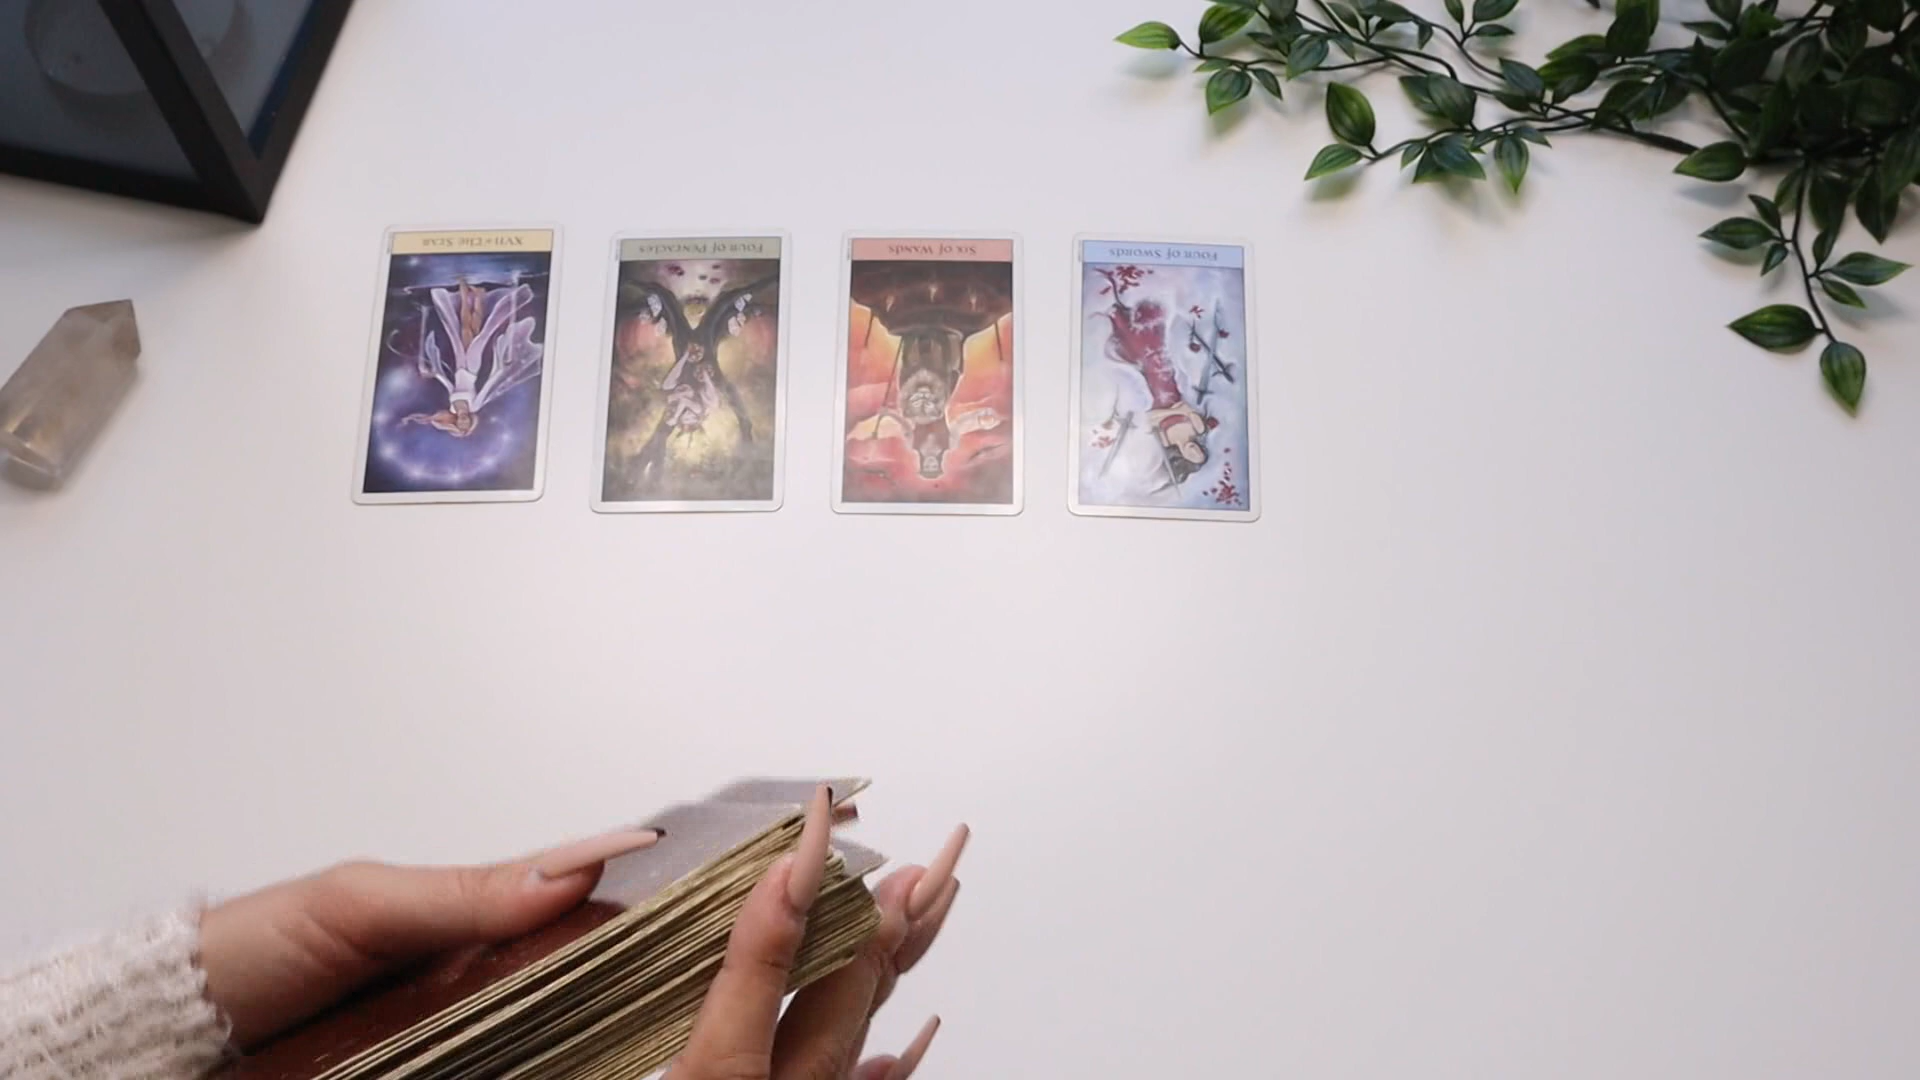 XVII • The Star
Four of Pentacles
Six of Wands
Four of Swords